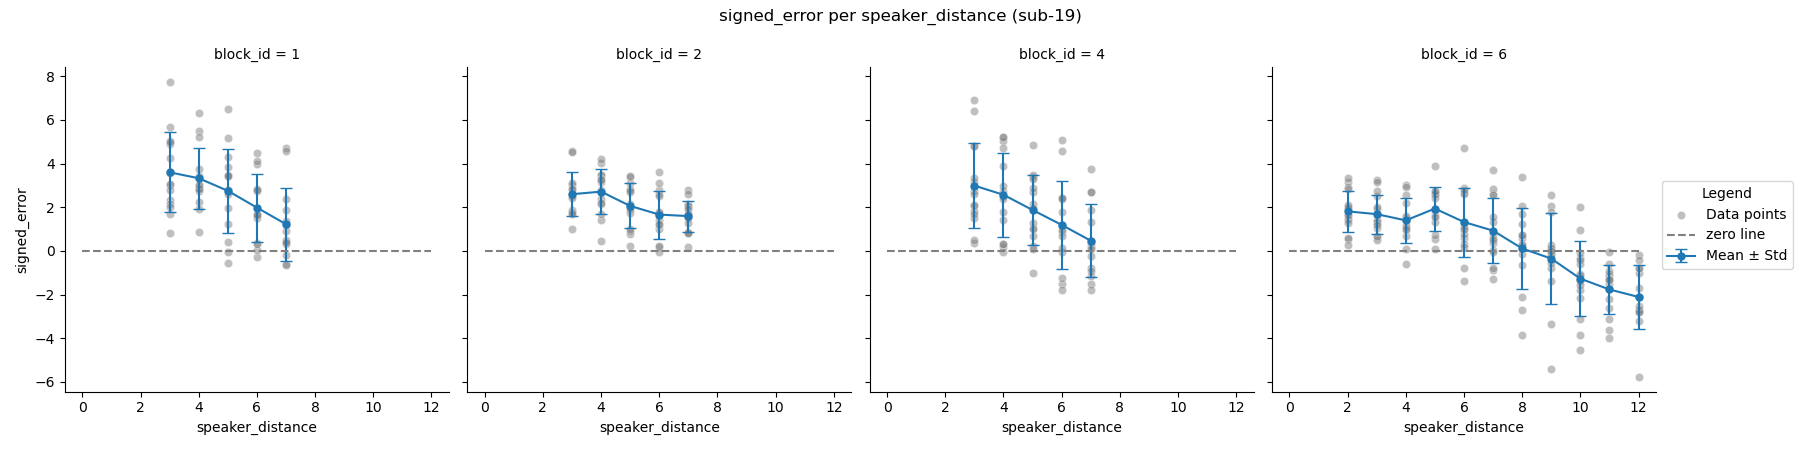 signed_error per speaker_distance (sub-19)
block_id = 1
block_id = 2
block_id = 4
block_id = 6
8
6
4
2
0
−2
−4
−6
signed_error
0 2 4 6 8 10 12
0 2 4 6 8 10 12
0 2 4 6 8 10 12
0 2 4 6 8 10 12
speaker_distance
speaker_distance
speaker_distance
speaker_distance
Legend
Data points
zero line
Mean ± Std